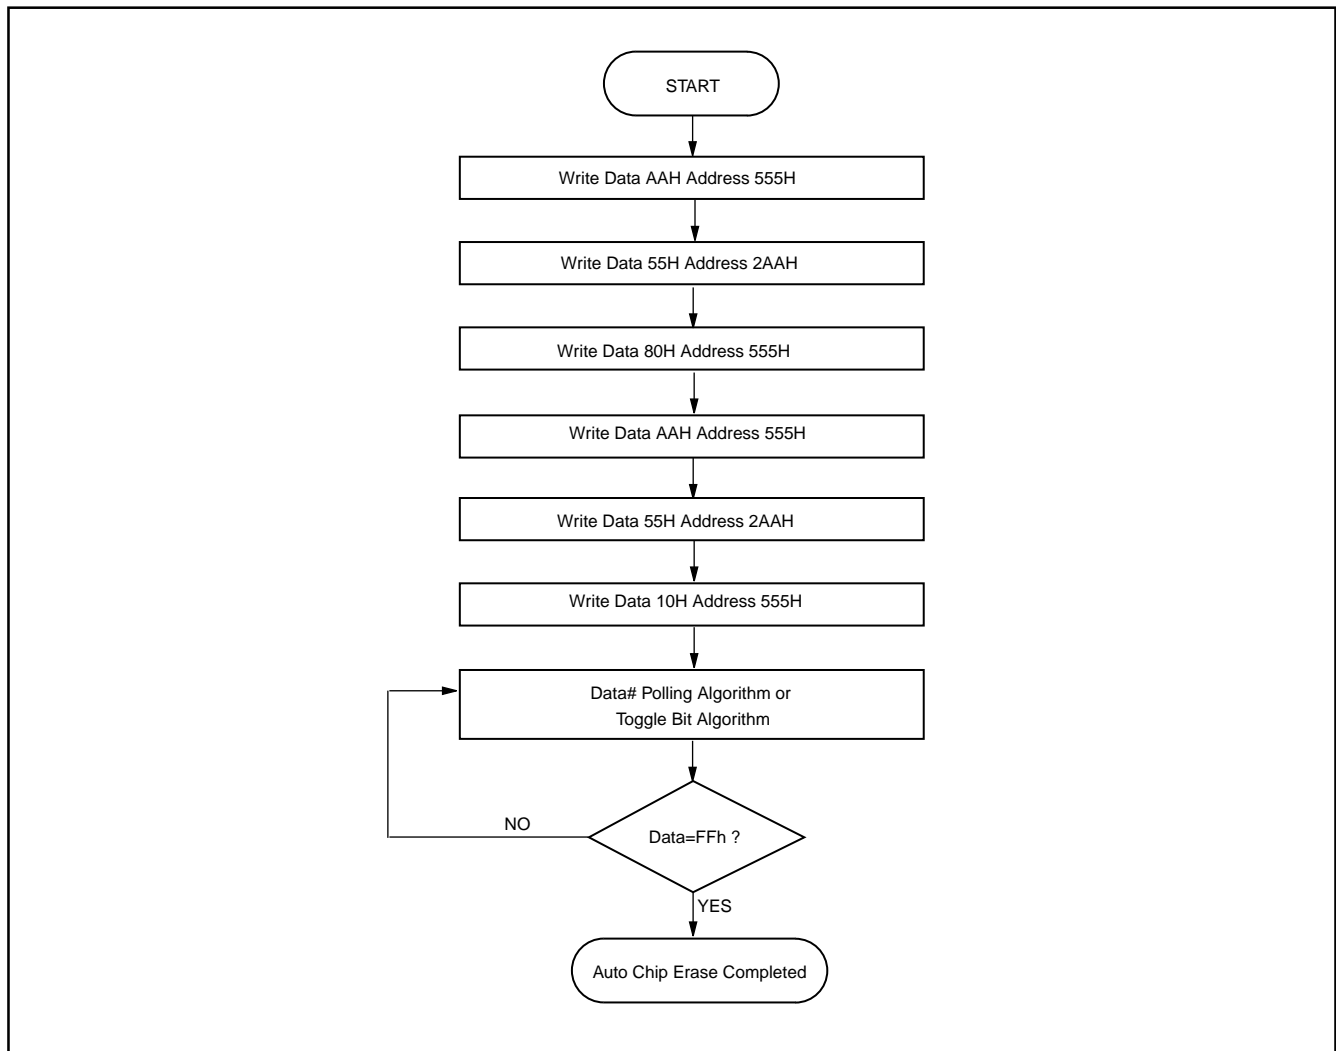 START
Write Data AAH Address 555H
Write Data 55H Address 2AAH
Write Data 80H Address 555H
Write Data AAH Address 555H
Write Data 55H Address 2AAH
Write Data 10H Address 555H
Data# Polling Algorithm or
Toggle Bit Algorithm
NO
Data=FFh ?
YES
Auto Chip Erase Completed